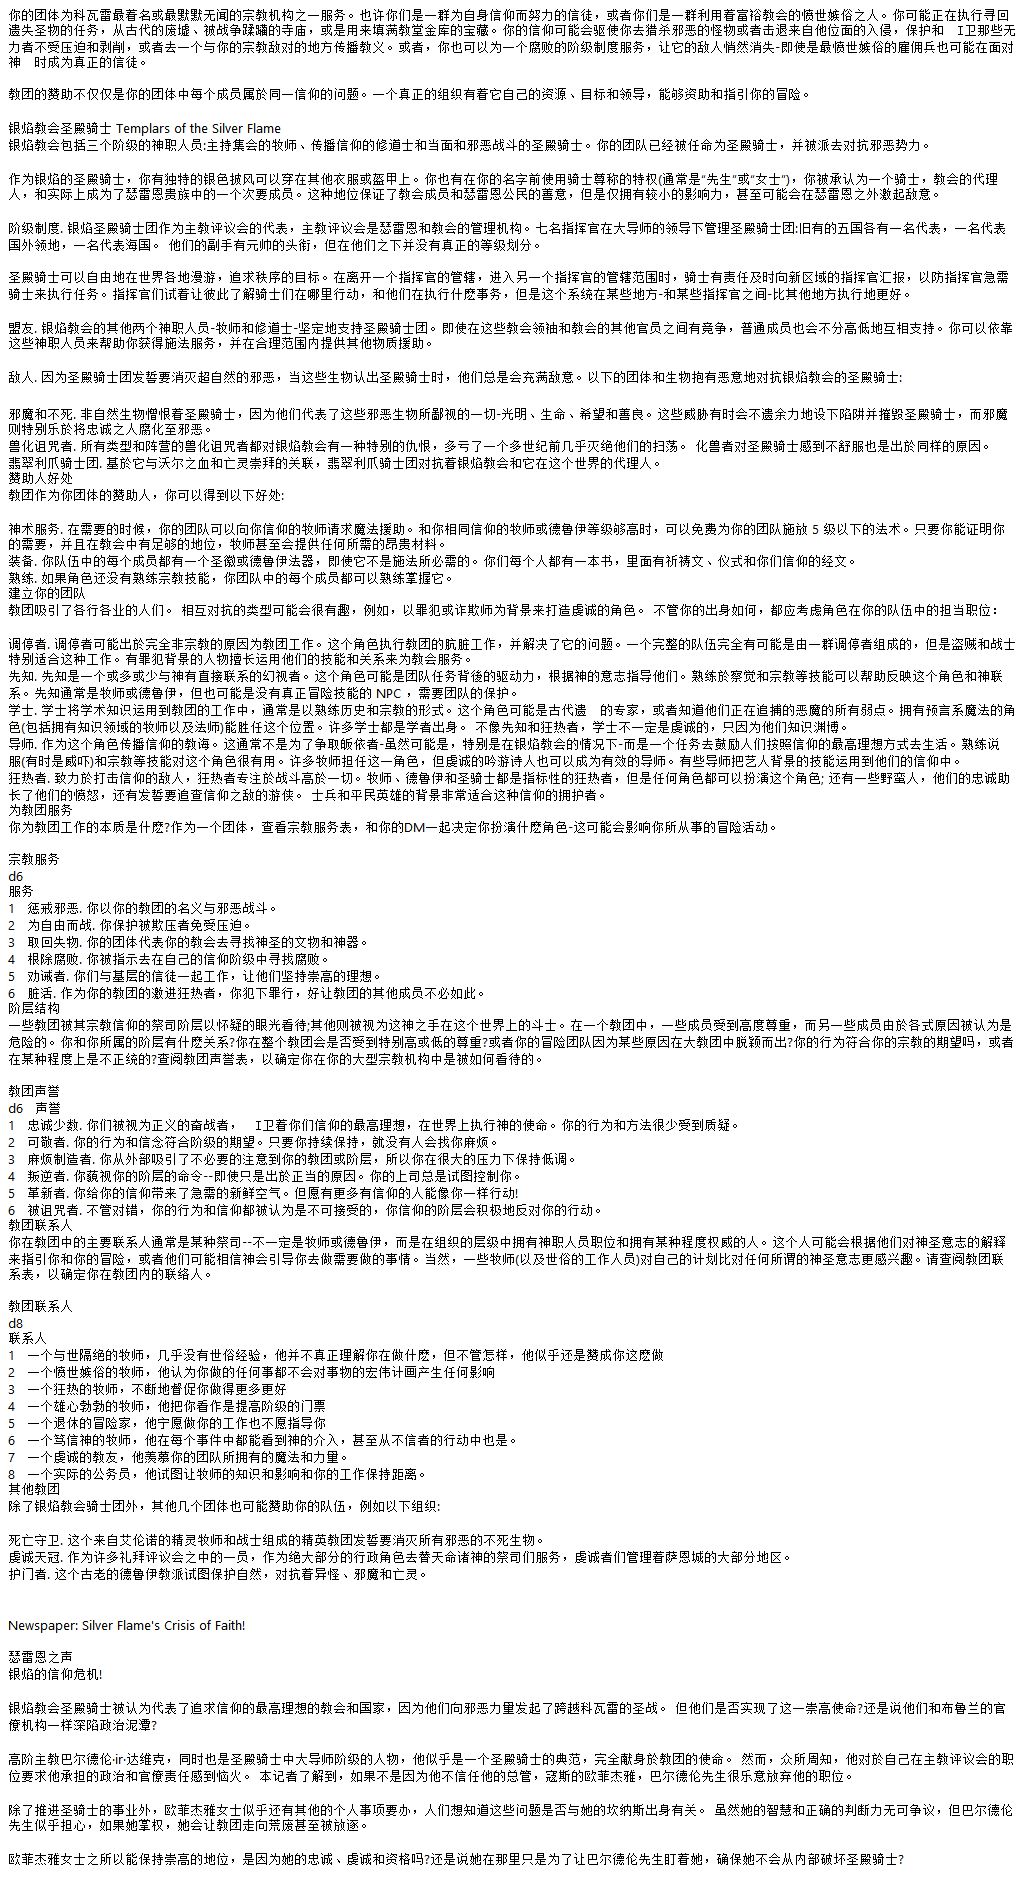 你的团体为科瓦雷最着名或最默默无闻的宗教机构之一服务。也许你们是一群为自身信仰而努力的信徒，或者你们是一群利用着富裕教会的愤世嫉俗之人。你可能正在执行寻回
遗失圣物的任务，从古代的废墟、被战争蹂躏的寺庙，或是用来填满教堂金库的宝藏。你的信仰可能会驱使你去猎杀邪恶的怪物或者击退来自他位面的入侵，保护和　I卫那些无
力者不受压迫和剥削，或者去一个与你的宗教敌对的地方传播教义。或者，你也可以为一个腐败的阶级制度服务，让它的敌人悄然消失-即使是最愤世嫉俗的雇佣兵也可能在面对
神　时成为真正的信徒。
教团的赞助不仅仅是你的团体中每个成员属於同一信仰的问题。一个真正的组织有着它自己的资源、目标和领导，能够资助和指引你的冒险。
银焰教会圣殿骑士 Templars of the Silver Flame
银焰教会包括三个阶级的神职人员:主持集会的牧师、传播信仰的修道士和当面和邪恶战斗的圣殿骑士。你的团队已经被任命为圣殿骑士，并被派去对抗邪恶势力。
作为银焰的圣殿骑士，你有独特的银色披风可以穿在其他衣服或盔甲上。你也有在你的名字前使用骑士尊称的特权(通常是“先生“或“女士“)，你被承认为一个骑士，教会的代理
人，和实际上成为了瑟雷恩贵族中的一个次要成员。这种地位保证了教会成员和瑟雷恩公民的善意，但是仅拥有较小的影响力，甚至可能会在瑟雷恩之外激起敌意。
阶级制度. 银焰圣殿骑士团作为主教评议会的代表，主教评议会是瑟雷恩和教会的管理机构。七名指挥官在大导师的领导下管理圣殿骑士团:旧有的五国各有一名代表，一名代表
国外领地，一名代表海国。 他们的副手有元帅的头衔，但在他们之下并没有真正的等级划分。
圣殿骑士可以自由地在世界各地漫游，追求秩序的目标。在离开一个指挥官的管辖，进入另一个指挥官的管辖范围时，骑士有责任及时向新区域的指挥官汇报，以防指挥官急需
骑士来执行任务。指挥官们试着让彼此了解骑士们在哪里行动，和他们在执行什麽事务，但是这个系统在某些地方-和某些指挥官之间-比其他地方执行地更好。
盟友. 银焰教会的其他两个神职人员-牧师和修道士-坚定地支持圣殿骑士团。即使在这些教会领袖和教会的其他官员之间有竞争，普通成员也会不分高低地互相支持。你可以依靠
这些神职人员来帮助你获得施法服务，并在合理范围内提供其他物质援助。
敌人. 因为圣殿骑士团发誓要消灭超自然的邪恶，当这些生物认出圣殿骑士时，他们总是会充满敌意。以下的团体和生物抱有恶意地对抗银焰教会的圣殿骑士:
邪魔和不死. 非自然生物憎恨着圣殿骑士，因为他们代表了这些邪恶生物所鄙视的一切-光明、生命、希望和善良。这些威胁有时会不遗余力地设下陷阱并摧毁圣殿骑士，而邪魔
则特别乐於将忠诚之人腐化至邪恶。
兽化诅咒者. 所有类型和阵营的兽化诅咒者都对银焰教会有一种特别的仇恨，多亏了一个多世纪前几乎灭绝他们的扫荡。 化兽者对圣殿骑士感到不舒服也是出於同样的原因。
翡翠利爪骑士团. 基於它与沃尔之血和亡灵崇拜的关联，翡翠利爪骑士团对抗着银焰教会和它在这个世界的代理人。
赞助人好处
教团作为你团体的赞助人，你可以得到以下好处:
神术服务. 在需要的时候，你的团队可以向你信仰的牧师请求魔法援助。和你相同信仰的牧师或德鲁伊等级够高时，可以免费为你的团队施放 5 级以下的法术。只要你能证明你
的需要，并且在教会中有足够的地位，牧师甚至会提供任何所需的昂贵材料。
装备. 你队伍中的每个成员都有一个圣徽或德鲁伊法器，即使它不是施法所必需的。你们每个人都有一本书，里面有祈祷文、仪式和你们信仰的经文。
熟练. 如果角色还没有熟练宗教技能，你团队中的每个成员都可以熟练掌握它。
建立你的团队
教团吸引了各行各业的人们。 相互对抗的类型可能会很有趣，例如，以罪犯或诈欺师为背景来打造虔诚的角色。 不管你的出身如何，都应考虑角色在你的队伍中的担当职位：
调停者. 调停者可能出於完全非宗教的原因为教团工作。这个角色执行教团的肮脏工作，并解决了它的问题。一个完整的队伍完全有可能是由一群调停者组成的，但是盗贼和战士
特别适合这种工作。有罪犯背景的人物擅长运用他们的技能和关系来为教会服务。
先知. 先知是一个或多或少与神有直接联系的幻视者。这个角色可能是团队任务背後的驱动力，根据神的意志指导他们。熟练於察觉和宗教等技能可以帮助反映这个角色和神联
系。先知通常是牧师或德鲁伊，但也可能是没有真正冒险技能的 NPC ，需要团队的保护。
学士. 学士将学术知识运用到教团的工作中，通常是以熟练历史和宗教的形式。这个角色可能是古代遗　的专家，或者知道他们正在追捕的恶魔的所有弱点。拥有预言系魔法的角
色(包括拥有知识领域的牧师以及法师)能胜任这个位置。许多学士都是学者出身。 不像先知和狂热者，学士不一定是虔诚的，只因为他们知识渊博。
导师. 作为这个角色传播信仰的教诲。这通常不是为了争取皈依者-虽然可能是，特别是在银焰教会的情况下-而是一个任务去鼓励人们按照信仰的最高理想方式去生活。熟练说
服(有时是威吓)和宗教等技能对这个角色很有用。许多牧师担任这一角色，但虔诚的吟游诗人也可以成为有效的导师。有些导师把艺人背景的技能运用到他们的信仰中。
狂热者. 致力於打击信仰的敌人，狂热者专注於战斗高於一切。牧师、德鲁伊和圣骑士都是指标性的狂热者，但是任何角色都可以扮演这个角色; 还有一些野蛮人，他们的忠诚助
长了他们的愤怒，还有发誓要追查信仰之敌的游侠。 士兵和平民英雄的背景非常适合这种信仰的拥护者。
为教团服务
你为教团工作的本质是什麽?作为一个团体，查看宗教服务表，和你的DM一起决定你扮演什麽角色-这可能会影响你所从事的冒险活动。
宗教服务
d6
服务
1 惩戒邪恶. 你以你的教团的名义与邪恶战斗。
2 为自由而战. 你保护被欺压者免受压迫。
3 取回失物. 你的团体代表你的教会去寻找神圣的文物和神器。
4 根除腐败. 你被指示去在自己的信仰阶级中寻找腐败。
5 劝诫者. 你们与基层的信徒一起工作，让他们坚持崇高的理想。
6 脏活. 作为你的教团的激进狂热者，你犯下罪行，好让教团的其他成员不必如此。
阶层结构
一些教团被其宗教信仰的祭司阶层以怀疑的眼光看待;其他则被视为这神之手在这个世界上的斗士。在一个教团中，一些成员受到高度尊重，而另一些成员由於各式原因被认为是
危险的。你和你所属的阶层有什麽关系?你在整个教团会是否受到特别高或低的尊重?或者你的冒险团队因为某些原因在大教团中脱颖而出?你的行为符合你的宗教的期望吗，或者
在某种程度上是不正统的?查阅教团声誉表，以确定你在你的大型宗教机构中是被如何看待的。
教团声誉
d6 声誉
1 忠诚少数. 你们被视为正义的奋战者，　I卫着你们信仰的最高理想，在世界上执行神的使命。你的行为和方法很少受到质疑。
2 可敬者. 你的行为和信念符合阶级的期望。只要你持续保持，就没有人会找你麻烦。
3 麻烦制造者. 你从外部吸引了不必要的注意到你的教团或阶层，所以你在很大的压力下保持低调。
4 叛逆者. 你藐视你的阶层的命令--即使只是出於正当的原因。你的上司总是试图控制你。
5 革新者. 你给你的信仰带来了急需的新鲜空气。但愿有更多有信仰的人能像你一样行动!
6 被诅咒者. 不管对错，你的行为和信仰都被认为是不可接受的，你信仰的阶层会积极地反对你的行动。
教团联系人
你在教团中的主要联系人通常是某种祭司--不一定是牧师或德鲁伊，而是在组织的层级中拥有神职人员职位和拥有某种程度权威的人。这个人可能会根据他们对神圣意志的解释
来指引你和你的冒险，或者他们可能相信神会引导你去做需要做的事情。当然，一些牧师(以及世俗的工作人员)对自己的计划比对任何所谓的神圣意志更感兴趣。请查阅教团联
系表，以确定你在教团内的联络人。
教团联系人
d8
联系人
1 一个与世隔绝的牧师，几乎没有世俗经验，他并不真正理解你在做什麽，但不管怎样，他似乎还是赞成你这麽做
2 一个愤世嫉俗的牧师，他认为你做的任何事都不会对事物的宏伟计画产生任何影响
3 一个狂热的牧师，不断地督促你做得更多更好
4 一个雄心勃勃的牧师，他把你看作是提高阶级的门票
5 一个退休的冒险家，他宁愿做你的工作也不愿指导你
6 一个笃信神的牧师，他在每个事件中都能看到神的介入，甚至从不信者的行动中也是。
7 一个虔诚的教友，他羡慕你的团队所拥有的魔法和力量。
8 一个实际的公务员，他试图让牧师的知识和影响和你的工作保持距离。
其他教团
除了银焰教会骑士团外，其他几个团体也可能赞助你的队伍，例如以下组织:
死亡守卫. 这个来自艾伦诺的精灵牧师和战士组成的精英教团发誓要消灭所有邪恶的不死生物。
虔诚天冠. 作为许多礼拜评议会之中的一员，作为绝大部分的行政角色去替天命诸神的祭司们服务，虔诚者们管理着萨恩城的大部分地区。
护门者. 这个古老的德鲁伊教派试图保护自然，对抗着异怪、邪魔和亡灵。
Newspaper: Silver Flame's Crisis of Faith!
瑟雷恩之声
银焰的信仰危机!
银焰教会圣殿骑士被认为代表了追求信仰的最高理想的教会和国家，因为他们向邪恶力量发起了跨越科瓦雷的圣战。 但他们是否实现了这一崇高使命?还是说他们和布鲁兰的官
僚机构一样深陷政治泥潭?
高阶主教巴尔德伦·ir·达维克，同时也是圣殿骑士中大导师阶级的人物，他似乎是一个圣殿骑士的典范，完全献身於教团的使命。 然而，众所周知，他对於自己在主教评议会的职
位要求他承担的政治和官僚责任感到恼火。 本记者了解到，如果不是因为他不信任他的总管，寇斯的欧菲杰雅，巴尔德伦先生很乐意放弃他的职位。
除了推进圣骑士的事业外，欧菲杰雅女士似乎还有其他的个人事项要办，人们想知道这些问题是否与她的坎纳斯出身有关。 虽然她的智慧和正确的判断力无可争议，但巴尔德伦
先生似乎担心，如果她掌权，她会让教团走向荒废甚至被放逐。
欧菲杰雅女士之所以能保持崇高的地位，是因为她的忠诚、虔诚和资格吗?还是说她在那里只是为了让巴尔德伦先生盯着她，确保她不会从内部破坏圣殿骑士?